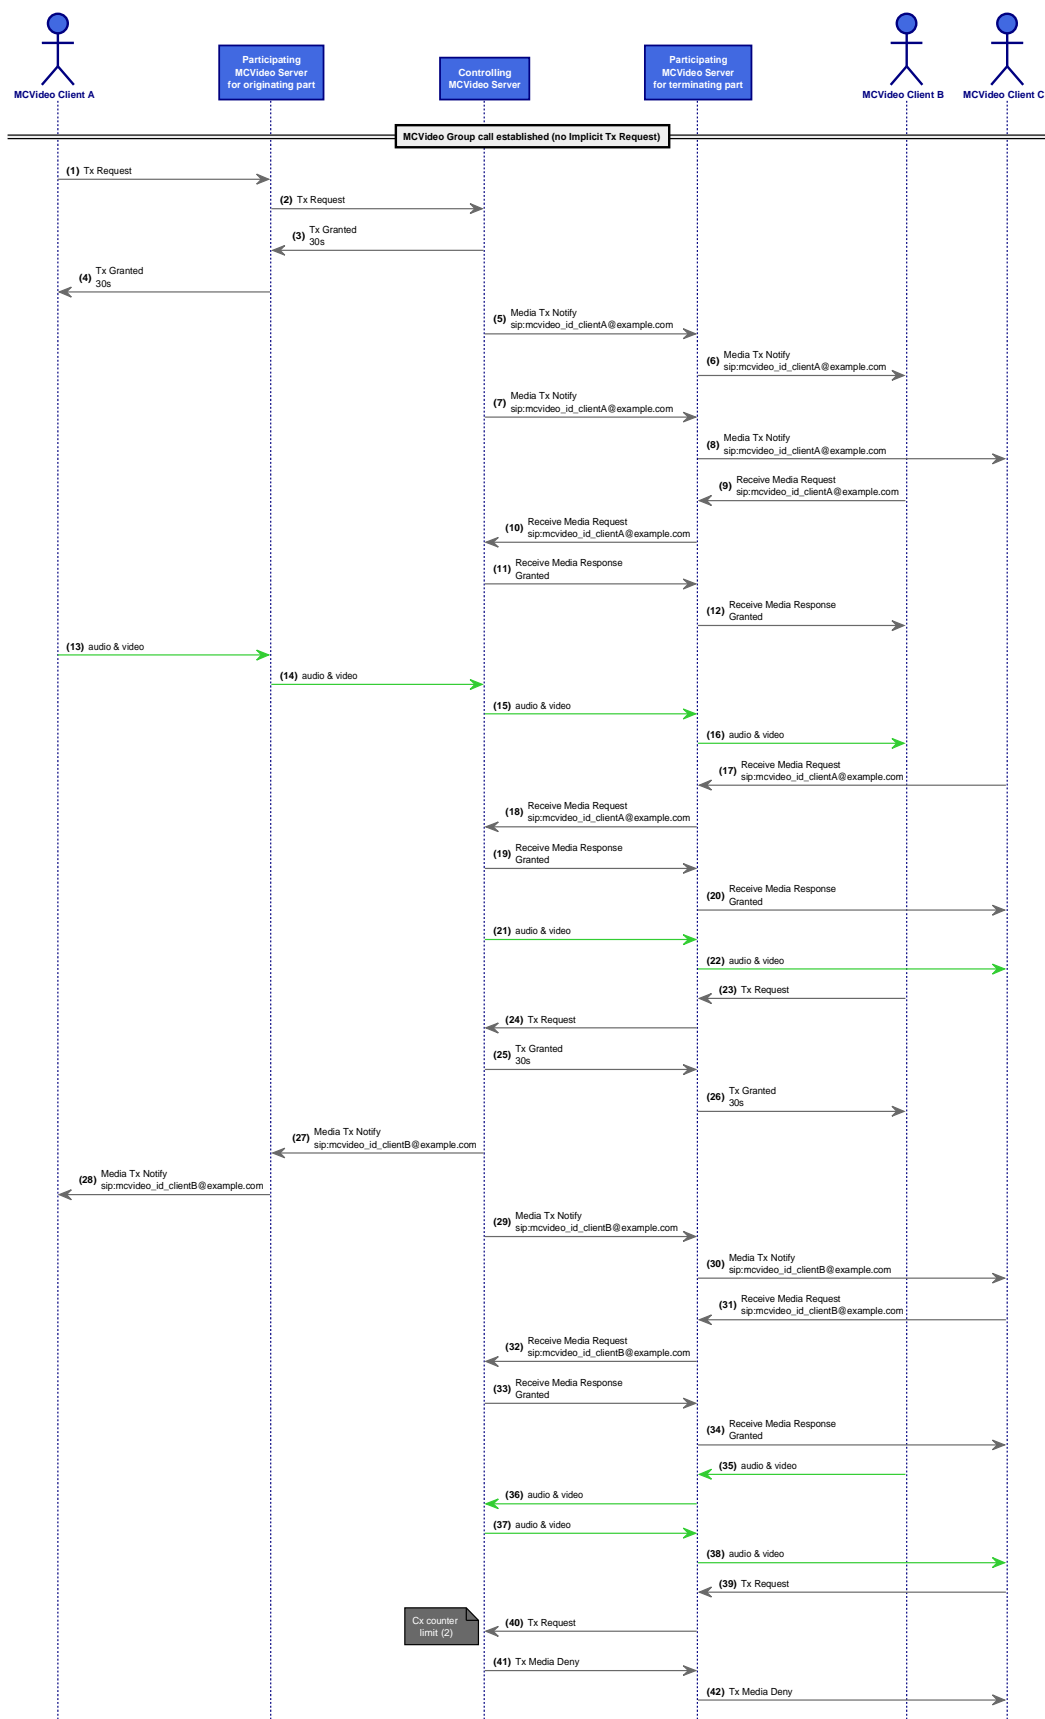 Participating
MCVideo Server
for originating part
Controlling
MCVideo Server
Participating
MCVideo Server
for terminating part
MCVideo Client A
MCVideo Client B
MCVideo Client C
MCVideo Group call established (no Implicit Tx Request)
(1) Tx Request
(2) Tx Request
(3) Tx Granted
30s
(4) Tx Granted
30s
(5) Media Tx Notify
sip:mcvideo_id_clientA@example.com
(6) Media Tx Notify
sip:mcvideo_id_clientA@example.com
(7) Media Tx Notify
sip:mcvideo_id_clientA@example.com
(8) Media Tx Notify
sip:mcvideo_id_clientA@example.com
(9) Receive Media Request
sip:mcvideo_id_clientA@example.com
(10) Receive Media Request
sip:mcvideo_id_clientA@example.com
(11) Receive Media Response
Granted
(12) Receive Media Response
Granted
(13) audio & video
(14) audio & video
(15) audio & video
(16) audio & video
(17) Receive Media Request
sip:mcvideo_id_clientA@example.com
(18) Receive Media Request
sip:mcvideo_id_clientA@example.com
(19) Receive Media Response
Granted
(20) Receive Media Response
Granted
(21) audio & video
(22) audio & video
(23) Tx Request
(24) Tx Request
(25) Tx Granted
30s
(26) Tx Granted
30s
(27) Media Tx Notify
sip:mcvideo_id_clientB@example.com
(28) Media Tx Notify
sip:mcvideo_id_clientB@example.com
(29) Media Tx Notify
sip:mcvideo_id_clientB@example.com
(30) Media Tx Notify
sip:mcvideo_id_clientB@example.com
(31) Receive Media Request
sip:mcvideo_id_clientB@example.com
(32) Receive Media Request
sip:mcvideo_id_clientB@example.com
(33) Receive Media Response
Granted
(34) Receive Media Response
Granted
(35) audio & video
(36) audio & video
(37) audio & video
(38) audio & video
(39) Tx Request
Cx counter
limit (2)
(40) Tx Request
(41) Tx Media Deny
(42) Tx Media Deny